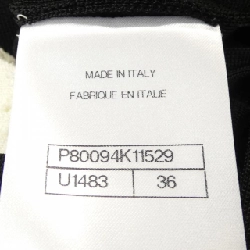 MADE IN ITALY
FABRIQUE EN ITALIE
P80094K11529
U1483 36